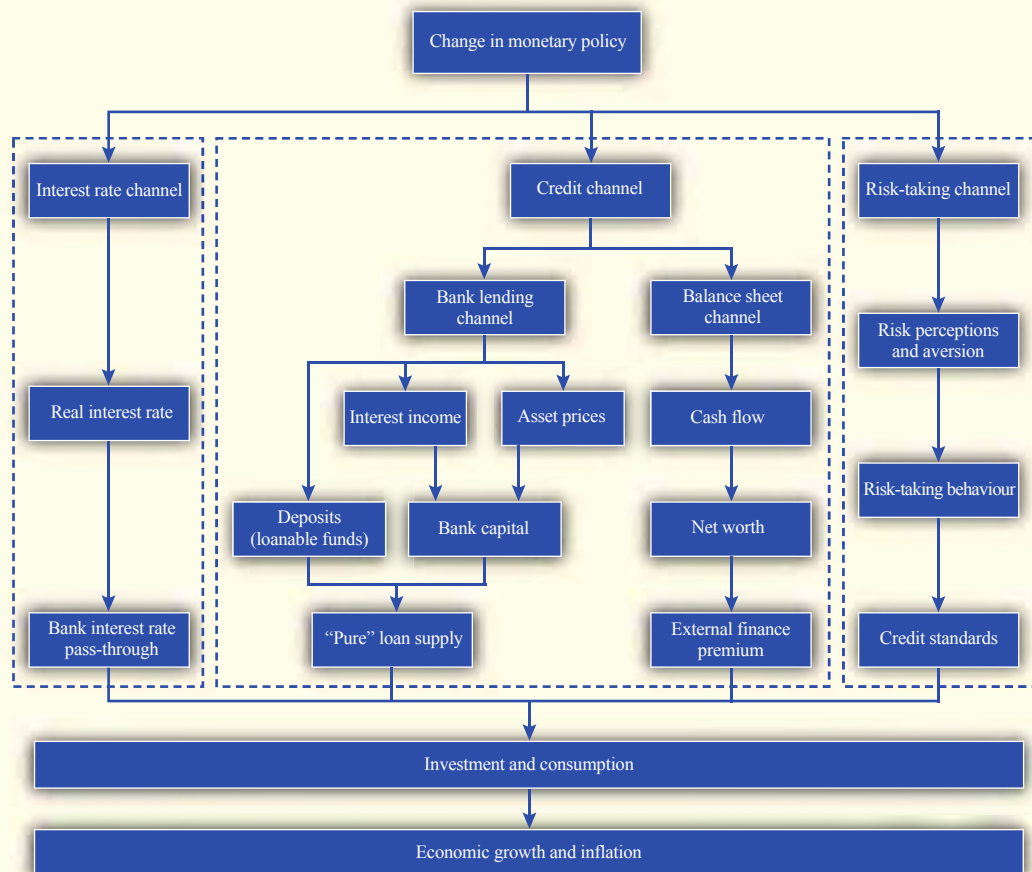 Change in monetary policy
Interest rate channel
Credit channel
Risk-taking channel
Bank lending
channel
Balance sheet
channel
Risk perceptions
and aversion
Real interest rate
Interest income
Asset prices
Cash flow
Risk-taking behaviour
Deposits
(loanable funds)
Bank capital
Net worth
Bank interest rate
pass-through
“Pure” loan supply
External finance
premium
Credit standards
Investment and consumption
Economic growth and inflation